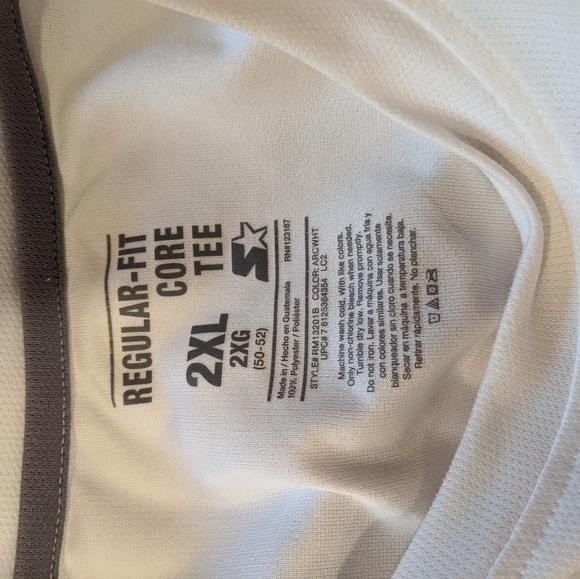 REGULAR-FIT
CORE
TEE
2XL
2XG
(50-52)
Made in / Hecho en Guatemala RN#123187
100% Polyester / Poliéster
STYLE# RM13201B COLOR: ARCWHT
UPC# 7 6125364354 LC2
Machine wash cold. With like colors.
Only non-chlorine bleach when needed.
Tumble dry low. Remove promptly.
Do not iron. Lavar a máquina con agua fría y
con colores similares. Usar solamente
blanqueador sin cloro cuando se necesite.
Secar en máquina a temperatura baja.
Retirar rápidamente. No planchar.